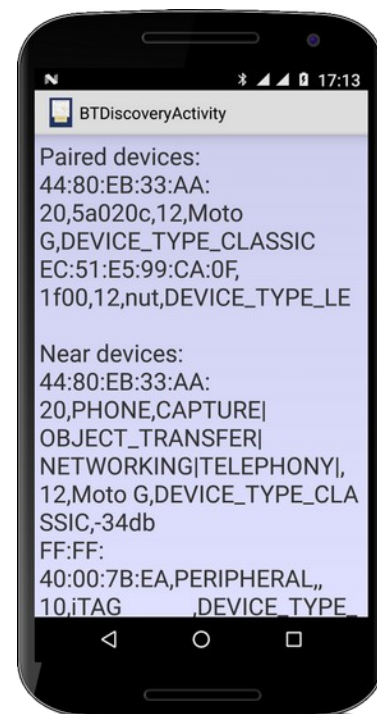 17:13
BTDiscoveryActivity
Paired devices:
44:80:EB:33:AA:
20,5a020c,12,Moto
G,DEVICE_TYPE_CLASSIC
EC:51:E5:99:CA:0F,
1f00,12,nut,DEVICE_TYPE_LE
Near devices:
44:80:EB:33:AA:
20,PHONE,CAPTURE|
OBJECT_TRANSFER|
NETWORKING|TELEPHONY|,
12,Moto G,DEVICE_TYPE_CLA
SSIC,-34db
FF:FF:
40:00:7B:EA,PERIPHERAL,,
10,iTAG ,DEVICE_TYPE_